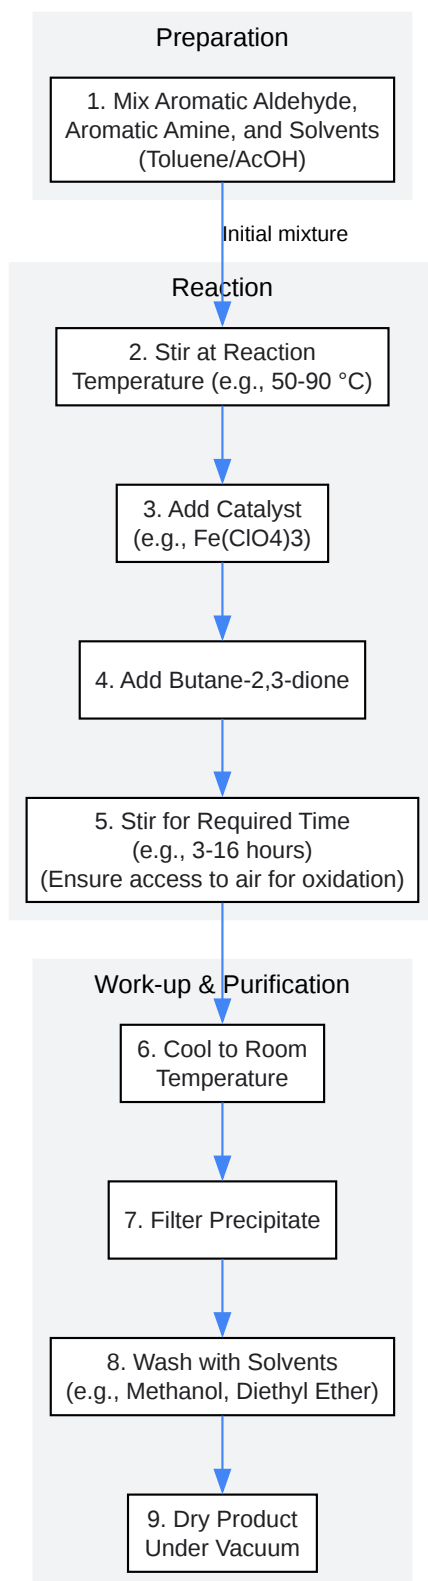 Preparation
1. Mix Aromatic Aldehyde,
Aromatic Amine, and Solvents
(Toluene/AcOH)
Initial mixture
Reaction
2. Stir at Reaction
Temperature (e.g., 50-90 °C)
3. Add Catalyst
(e.g., Fe(ClO4)3)
4. Add Butane-2,3-dione
5. Stir for Required Time
(e.g., 3-16 hours)
(Ensure access to air for oxidation)
Work-up & Purification
6. Cool to Room
Temperature
7. Filter Precipitate
8. Wash with Solvents
(e.g., Methanol, Diethyl Ether)
9. Dry Product
Under Vacuum